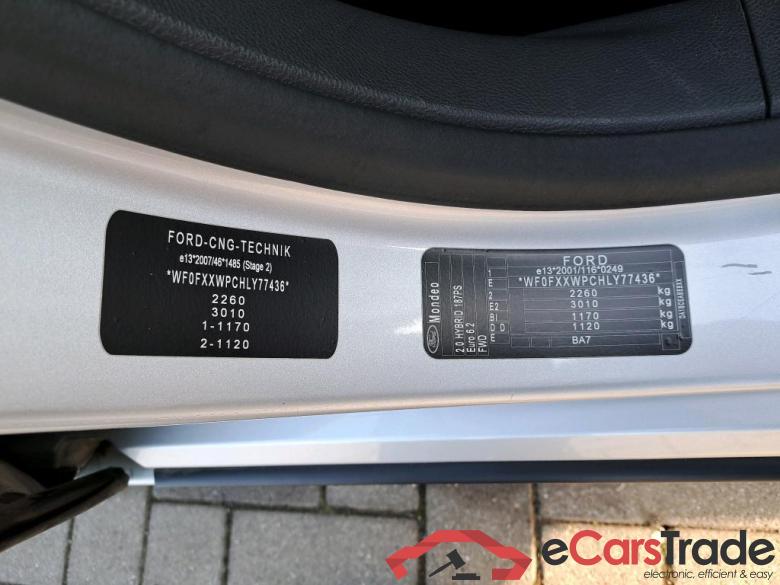 FORD-CNG-TECHNIK
e13*2007/46*1485 (Stage 2)
*WF0FXXWPCHLY77436*
2260
3010
1-1170
2-1120
FORD
e13*2001/116*0249
*WF0FXXWPCHLY77436*
2260 kg
3010 kg
1170 kg
1120 kg
BA7
Ford
Mondeo
2.0 HYBRID 187PS
Euro 6.2
FWD
eCarsTrade
electronic, efficient & easy